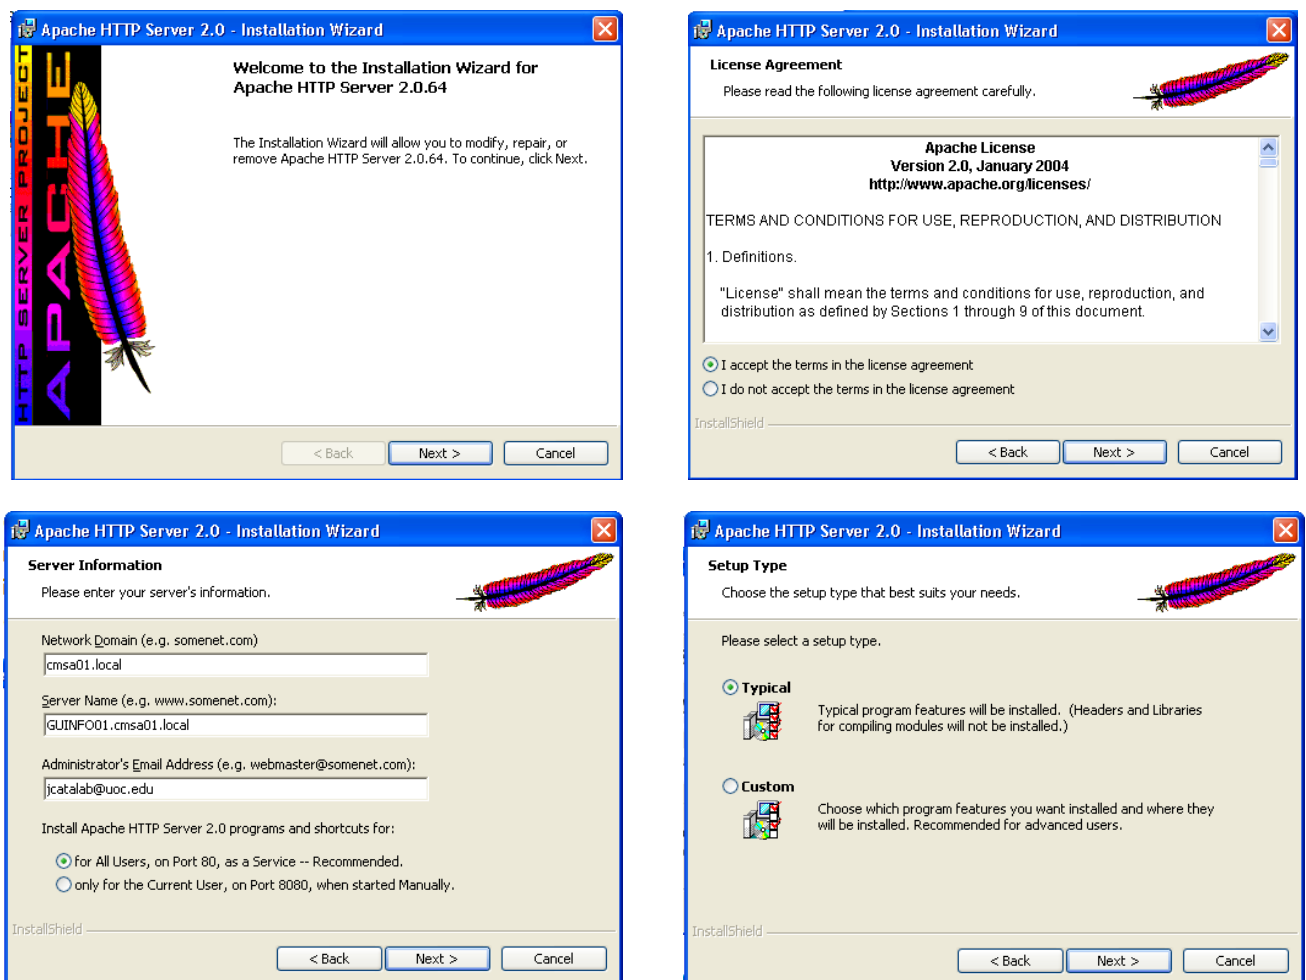 Apache HTTP Server 2.0 - Installation Wizard
HTTP SERVER PROJECT
APACHE
Welcome to the Installation Wizard for
Apache HTTP Server 2.0.64
The Installation Wizard will allow you to modify, repair, or
remove Apache HTTP Server 2.0.64. To continue, click Next.
< Back
Next >
Cancel
Apache HTTP Server 2.0 - Installation Wizard
License Agreement
Please read the following license agreement carefully.
Apache License
Version 2.0, January 2004
http://www.apache.org/licenses/
TERMS AND CONDITIONS FOR USE, REPRODUCTION, AND DISTRIBUTION
1. Definitions.
"License" shall mean the terms and conditions for use, reproduction, and
distribution as defined by Sections 1 through 9 of this document.
I accept the terms in the license agreement
I do not accept the terms in the license agreement
InstallShield
< Back
Next >
Cancel
Apache HTTP Server 2.0 - Installation Wizard
Server Information
Please enter your server's information.
Network Domain (e.g. somenet.com)
cmsa01.local
Server Name (e.g. www.somenet.com):
GUINFO01.cmsa01.local
Administrator's Email Address (e.g. webmaster@somenet.com):
jcatalab@uoc.edu
Install Apache HTTP Server 2.0 programs and shortcuts for:
for All Users, on Port 80, as a Service -- Recommended.
only for the Current User, on Port 8080, when started Manually.
InstallShield
< Back
Next >
Cancel
Apache HTTP Server 2.0 - Installation Wizard
Setup Type
Choose the setup type that best suits your needs.
Please select a setup type.
Typical
Typical program features will be installed. (Headers and Libraries
for compiling modules will not be installed.)
Custom
Choose which program features you want installed and where they
will be installed. Recommended for advanced users.
InstallShield
< Back
Next >
Cancel